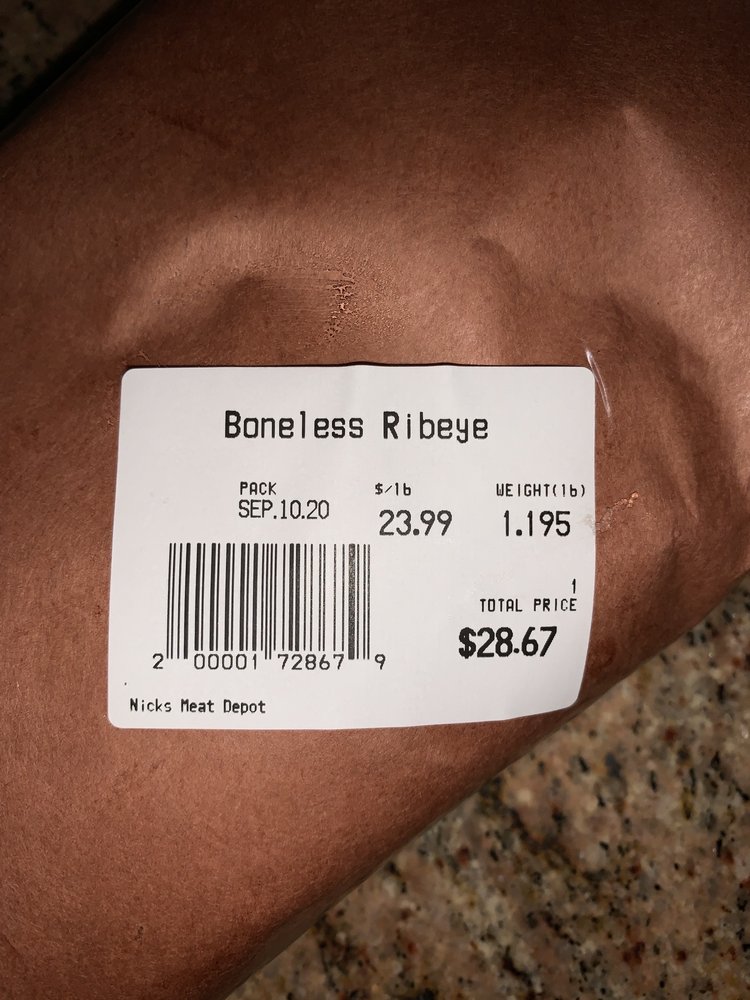 Boneless Ribeye
PACK $/lb WEIGHT(lb)
SEP.10.20 23.99 1.195
1
TOTAL PRICE
$28.67
2 00001 72867 9
Nicks Meat Depot